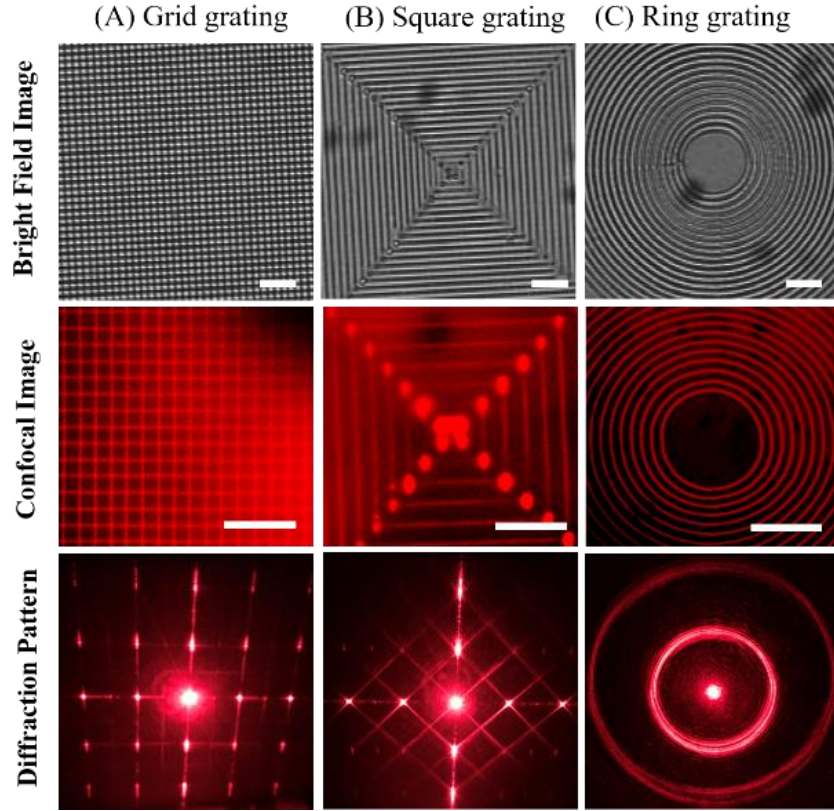 (A) Grid grating
(B) Square grating
(C) Ring grating
Bright Field Image
Confocal Image
Diffraction Pattern